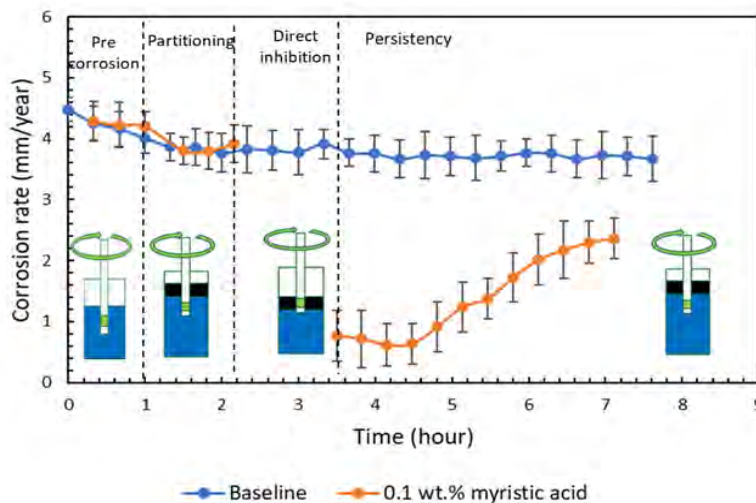 6
5
4
3
2
1
0
Corrosion rate (mm/year)
Pre
corrosion
Partitioning
Direct
inhibition
Persistency
0 1 2 3 4 5 6 7 8 9
Time (hour)
Baseline 0.1 wt.% myristic acid